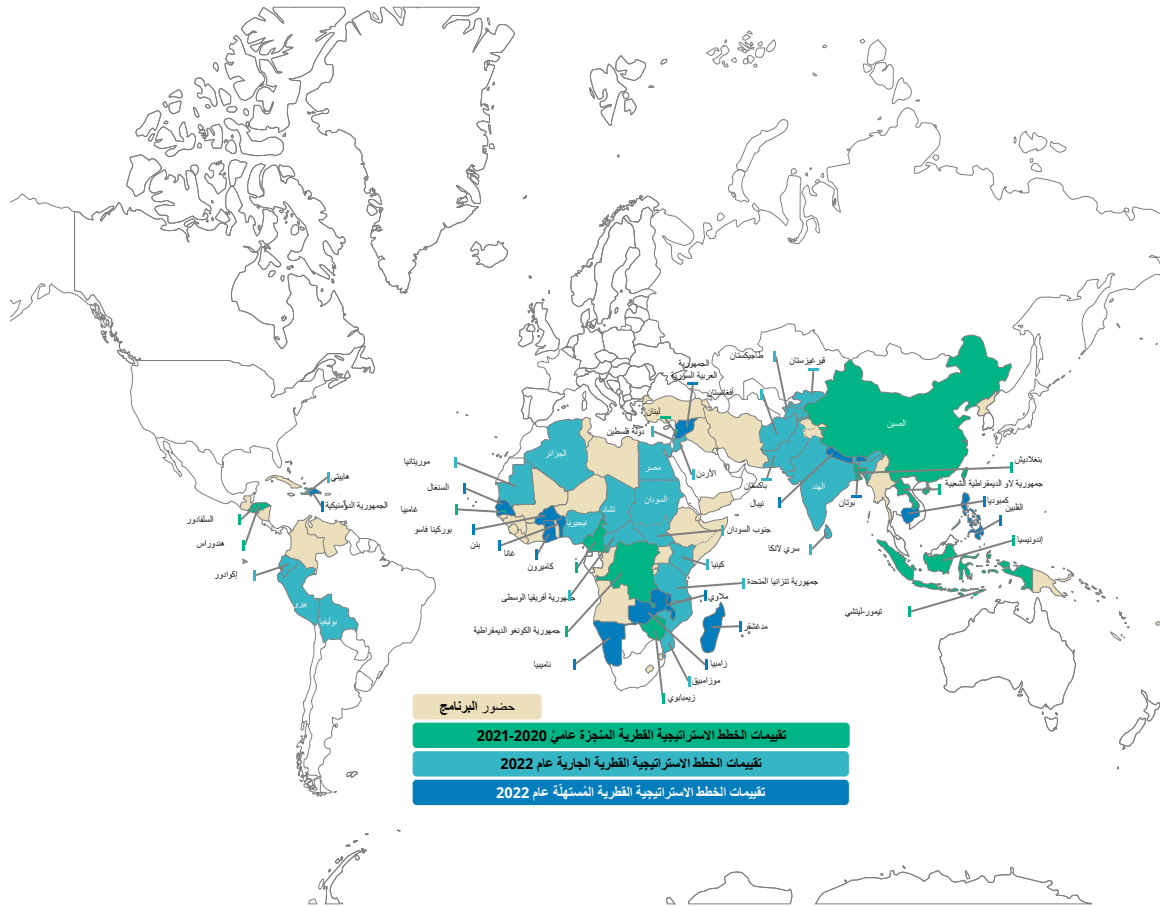 طاجيكستان
قيرغيزستان
الجمهورية
العربية السورية
أفغانستان
لبنان
دولة فلسطين
الصين
الجزائر
مصر
موريتانيا
الأردن
بنغلاديش
هايتي
السنغال
باكستان
نيبال
الهند
بوتان
جمهورية لاو الديمقراطية الشعبية
السودان
تشاد
كمبوديا
الجمهورية الدومنيكية
غامبيا
الفلبين
السلفادور
بوركينا فاسو
نيجيريا
جنوب السودان
هندوراس
بنن
غانا
سري لانكا
إندونيسيا
كاميرون
كينيا
إكوادور
جمهورية تنزانيا المتحدة
جمهورية أفريقيا الوسطى
ملاوي
بيرو
تيمور-ليشتي
بوليفيا
جمهورية الكونغو الديمقراطية
مدغشقر
ناميبيا
زامبيا
موزامبيق
زيمبابوي
حضور البرنامج
تقييمات الخطط الاستراتيجية القطرية المنجزة عاميْ 2020-2021
تقييمات الخطط الاستراتيجية القطرية الجارية عام 2022
تقييمات الخطط الاستراتيجية القطرية المُستهلّة عام 2022